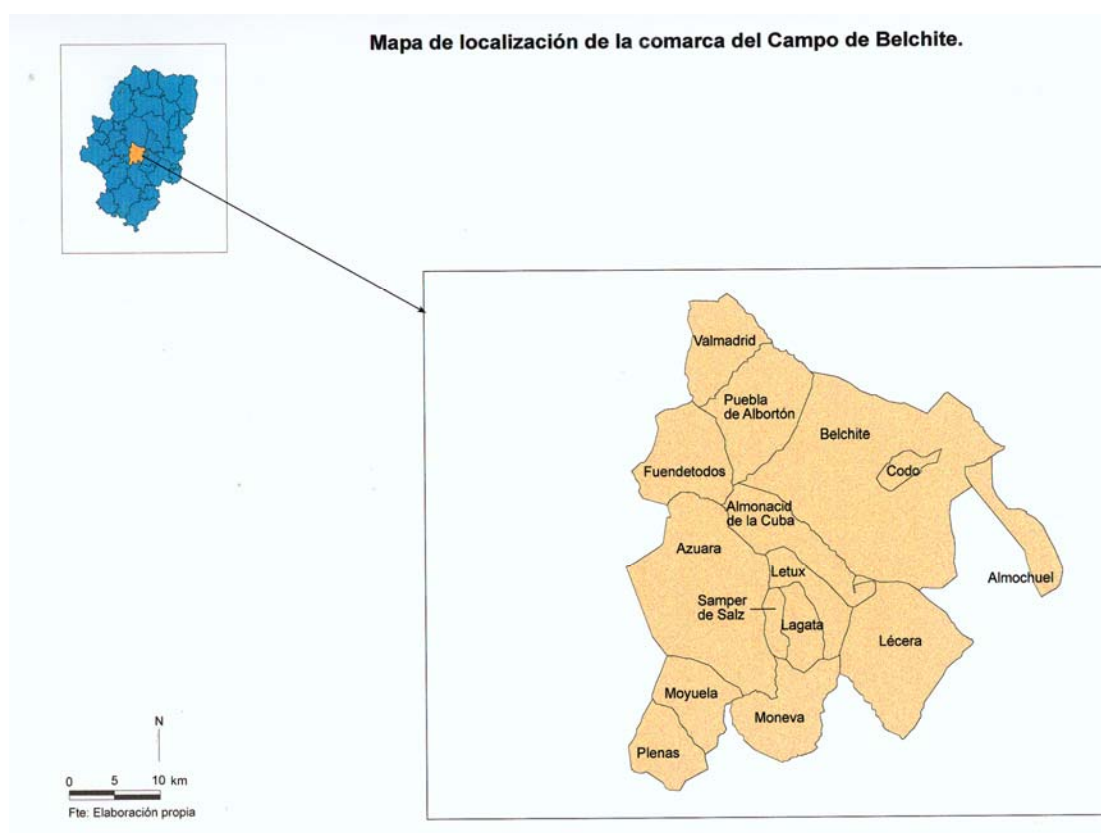 Mapa de localización de la comarca del Campo de Belchite.
Valmadrid
Puebla
de Albortón
Belchite
Fuendetodos
Codo
Almonacid
de la Cuba
Azuara
Letux
Almochuel
Samper
de Salz
Lagata
Lécera
Moyuela
Moneva
Plenas
N
0 5 10 km
Fte: Elaboración propia